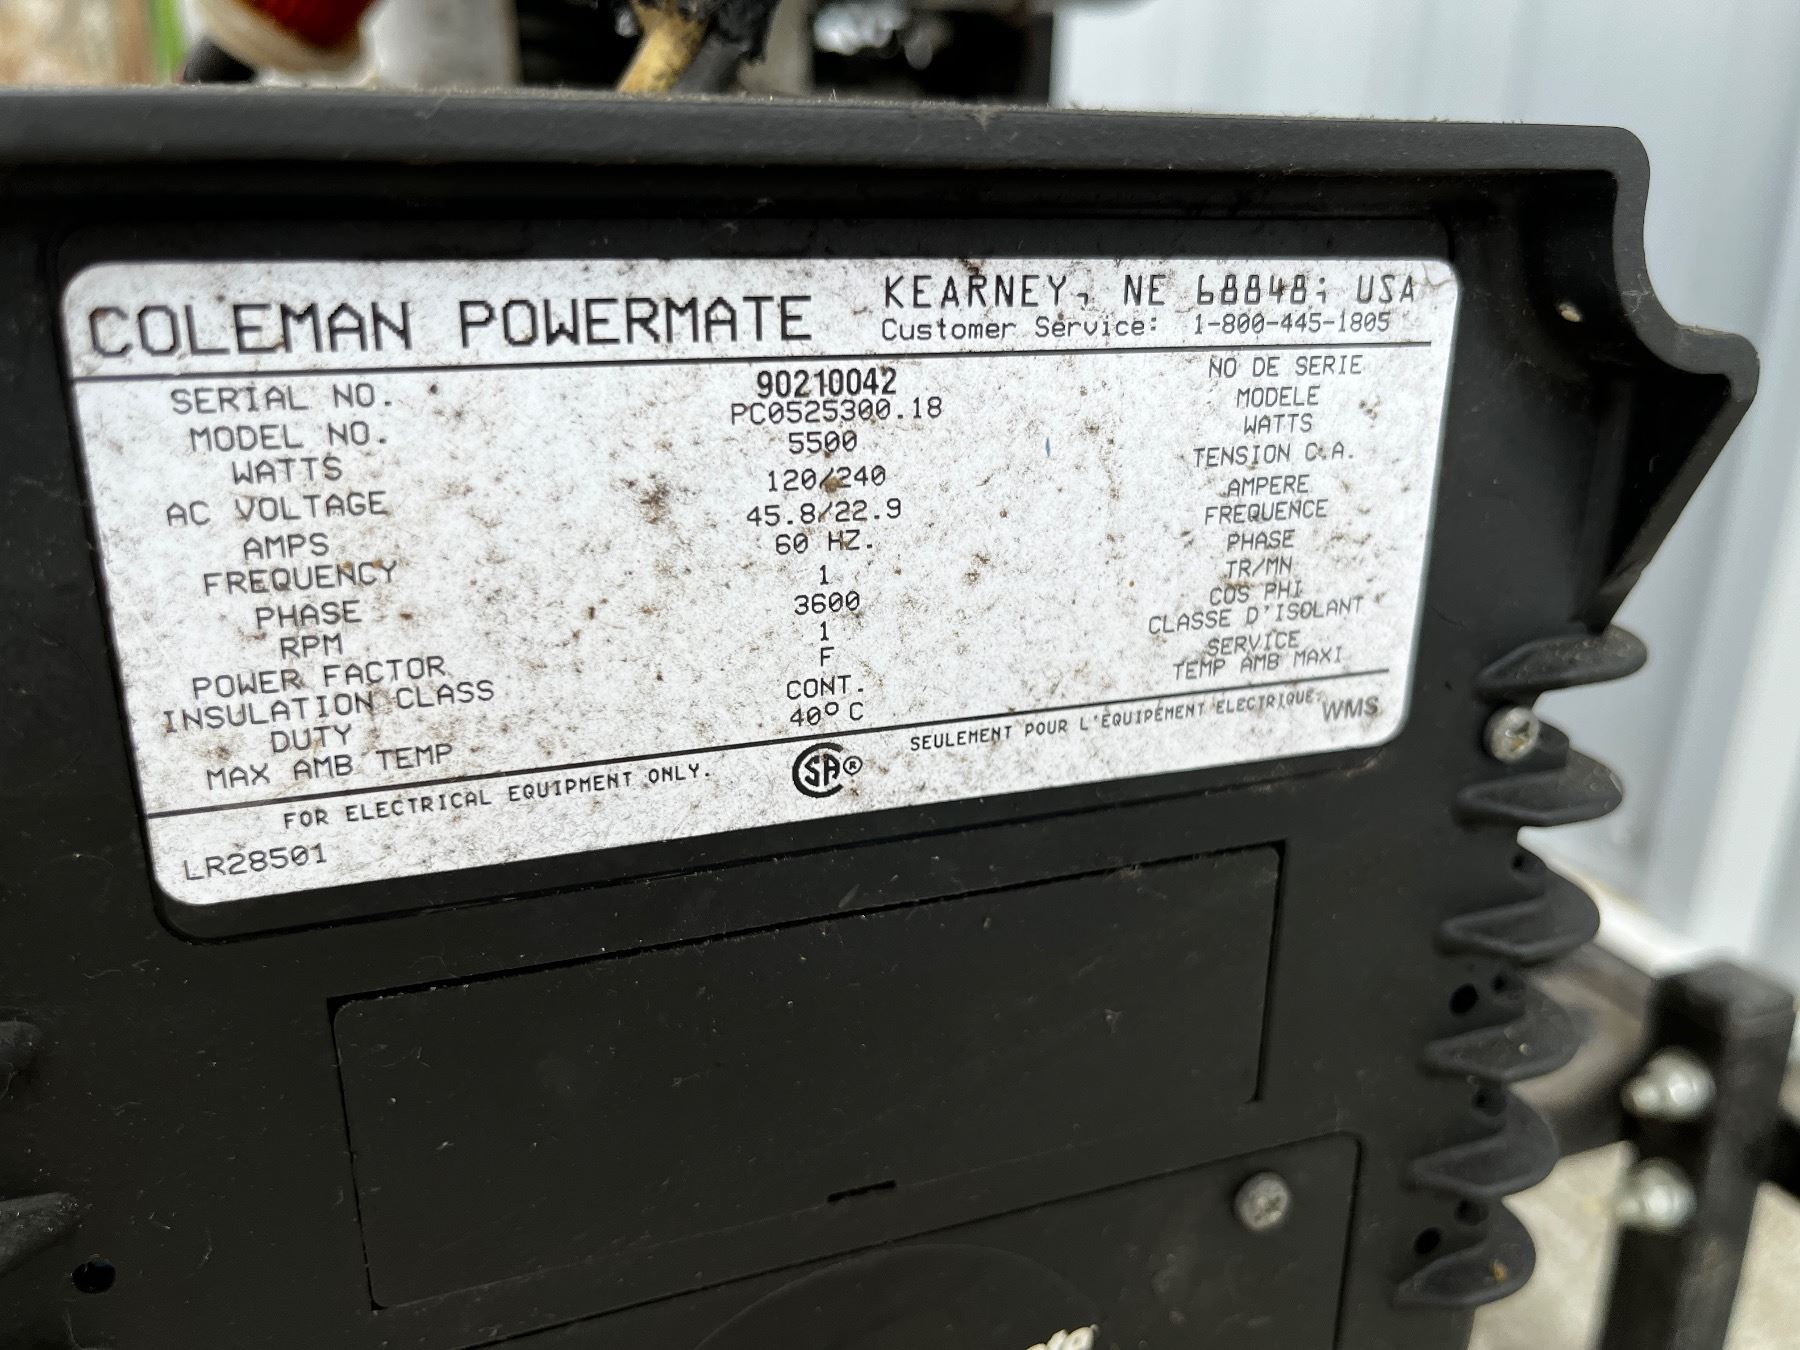 COLEMAN POWERMATE
KEARNEY, NE 68848; USA
Customer Service: 1-800-445-1805
SERIAL NO. 90210042 NO DE SERIE
MODEL NO. PC0525300.18 MODELE
WATTS 5500 WATTS
AC VOLTAGE 120/240 TENSION C.A.
AMPS 45.8/22.9 AMPERE
FREQUENCY 60 HZ. FREQUENCE
PHASE 1 PHASE
RPM 3600 TR/MN
POWER FACTOR 1 COS PHI
INSULATION CLASS F CLASSE D'ISOLANT
DUTY CONT. SERVICE
MAX AMB TEMP 40° C TEMP AMB MAXI
FOR ELECTRICAL EQUIPMENT ONLY. SA® SEULEMENT POUR L'ÉQUIPEMENT ELECTRIQUE. WMS
LR28501